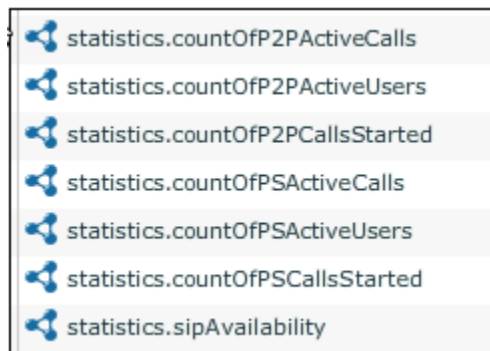 statistics.countOfP2PActiveCalls
statistics.countOfP2PActiveUsers
statistics.countOfP2PCallsStarted
statistics.countOfPSActiveCalls
statistics.countOfPSActiveUsers
statistics.countOfPSCallsStarted
statistics.sipAvailability